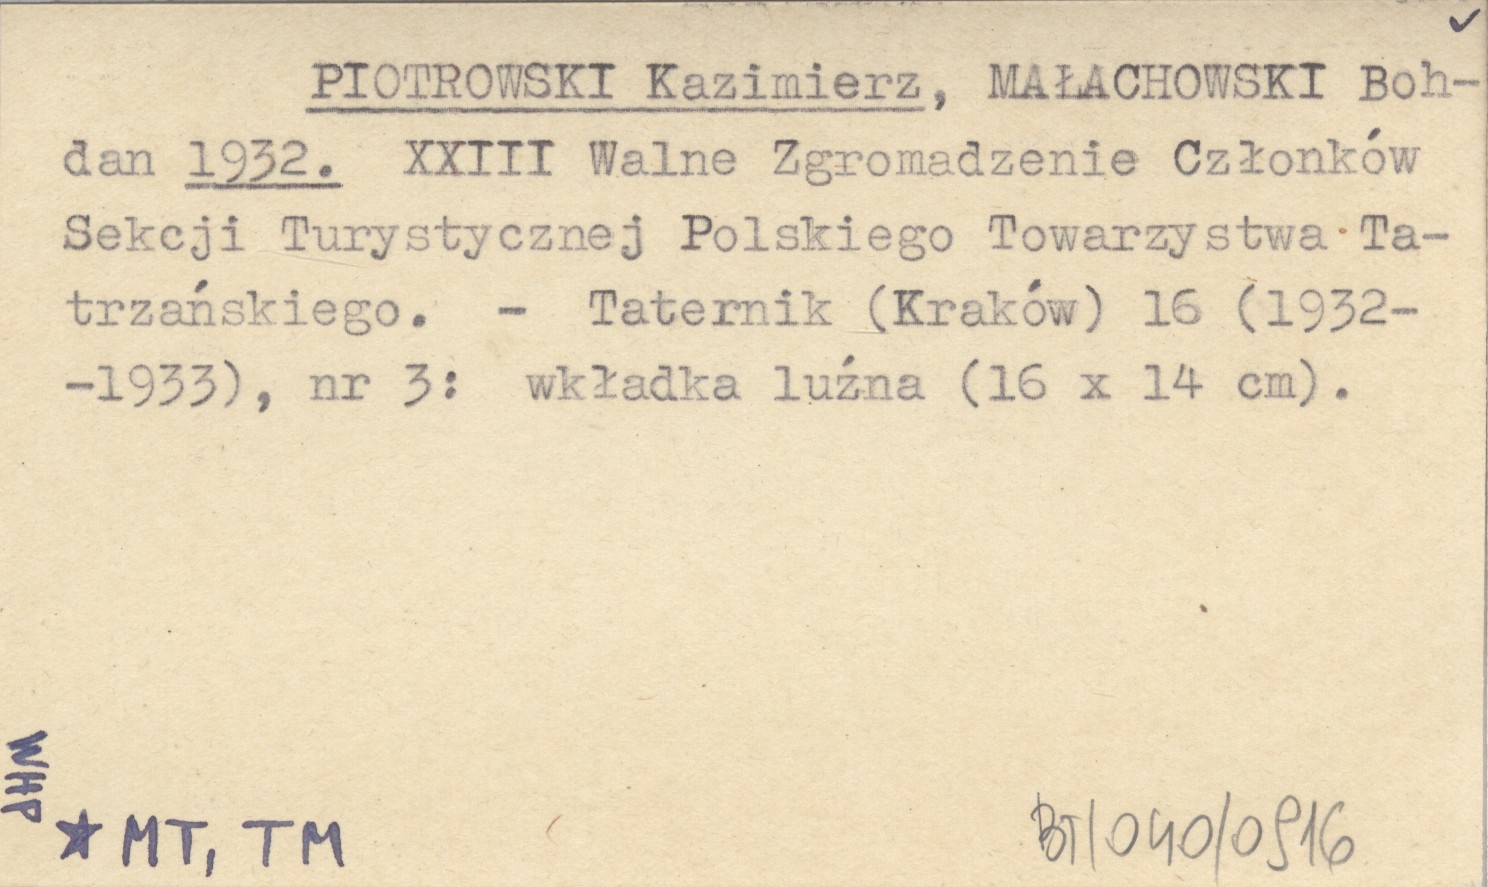 PIOTROWSKI Kazimierz, MAŁACHOWSKI Boh-
dan 1932. XXIII Walne Zgromadzenie Członków
Sekcji Turystycznej Polskiego Towarzystwa Ta-
trzańskiego. - Taternik (Kraków) 16 (1932-
-1933), nr 3: wkładka luźna (16 x 14 cm).
WHP
★ MT, TM
BT/040/0916